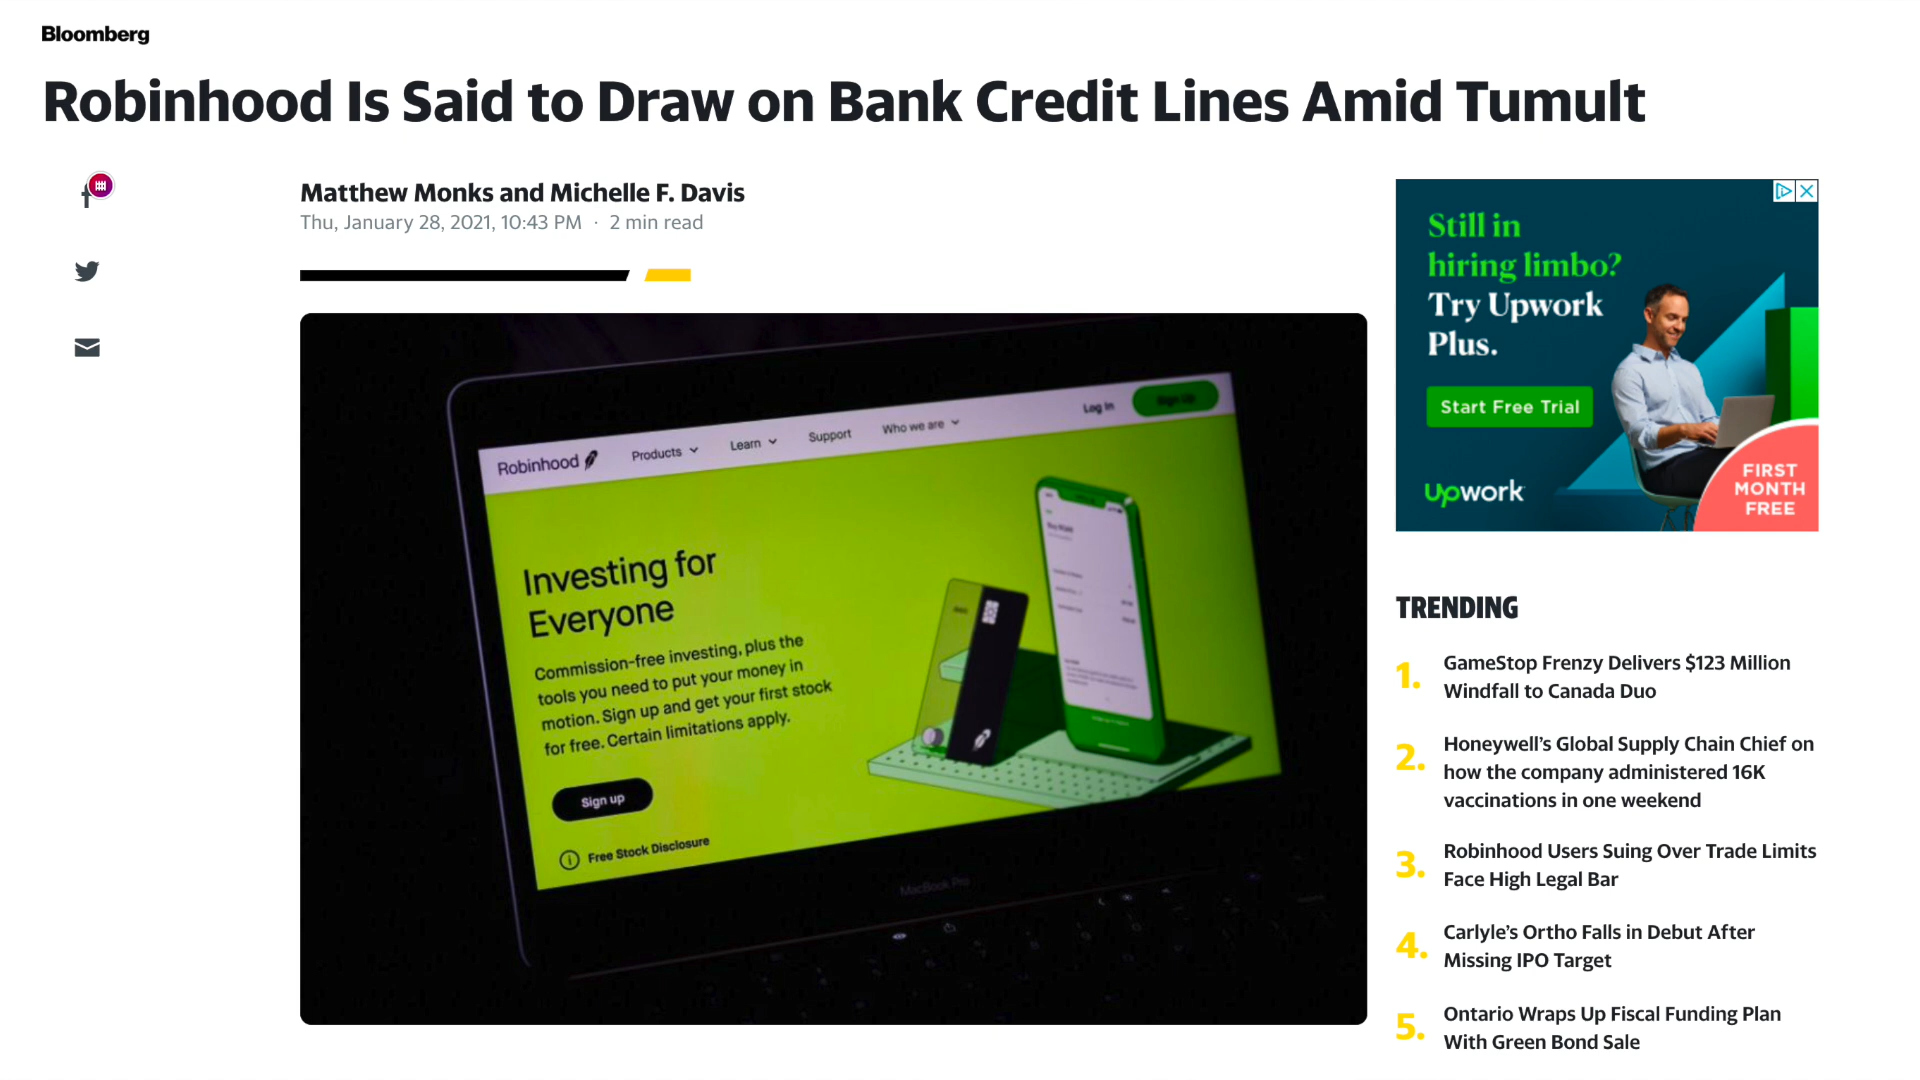 Bloomberg
Robinhood Is Said to Draw on Bank Credit Lines Amid Tumult
Matthew Monks and Michelle F. Davis
Thu, January 28, 2021, 10:43 PM · 2 min read
Robinhood
Products
Learn
Support
Who we are
Log In
Sign Up
Investing for
Everyone
Commission-free investing, plus the
tools you need to put your money in
motion. Sign up and get your first stock
for free. Certain limitations apply.
Sign up
Free Stock Disclosure
MacBook Pro
Still in
hiring limbo?
Try Upwork
Plus.
Start Free Trial
Upwork
FIRST
MONTH
FREE
TRENDING
1. GameStop Frenzy Delivers $123 Million
Windfall to Canada Duo
2. Honeywell's Global Supply Chain Chief on
how the company administered 16K
vaccinations in one weekend
3. Robinhood Users Suing Over Trade Limits
Face High Legal Bar
4. Carlyle's Ortho Falls in Debut After
Missing IPO Target
5. Ontario Wraps Up Fiscal Funding Plan
With Green Bond Sale